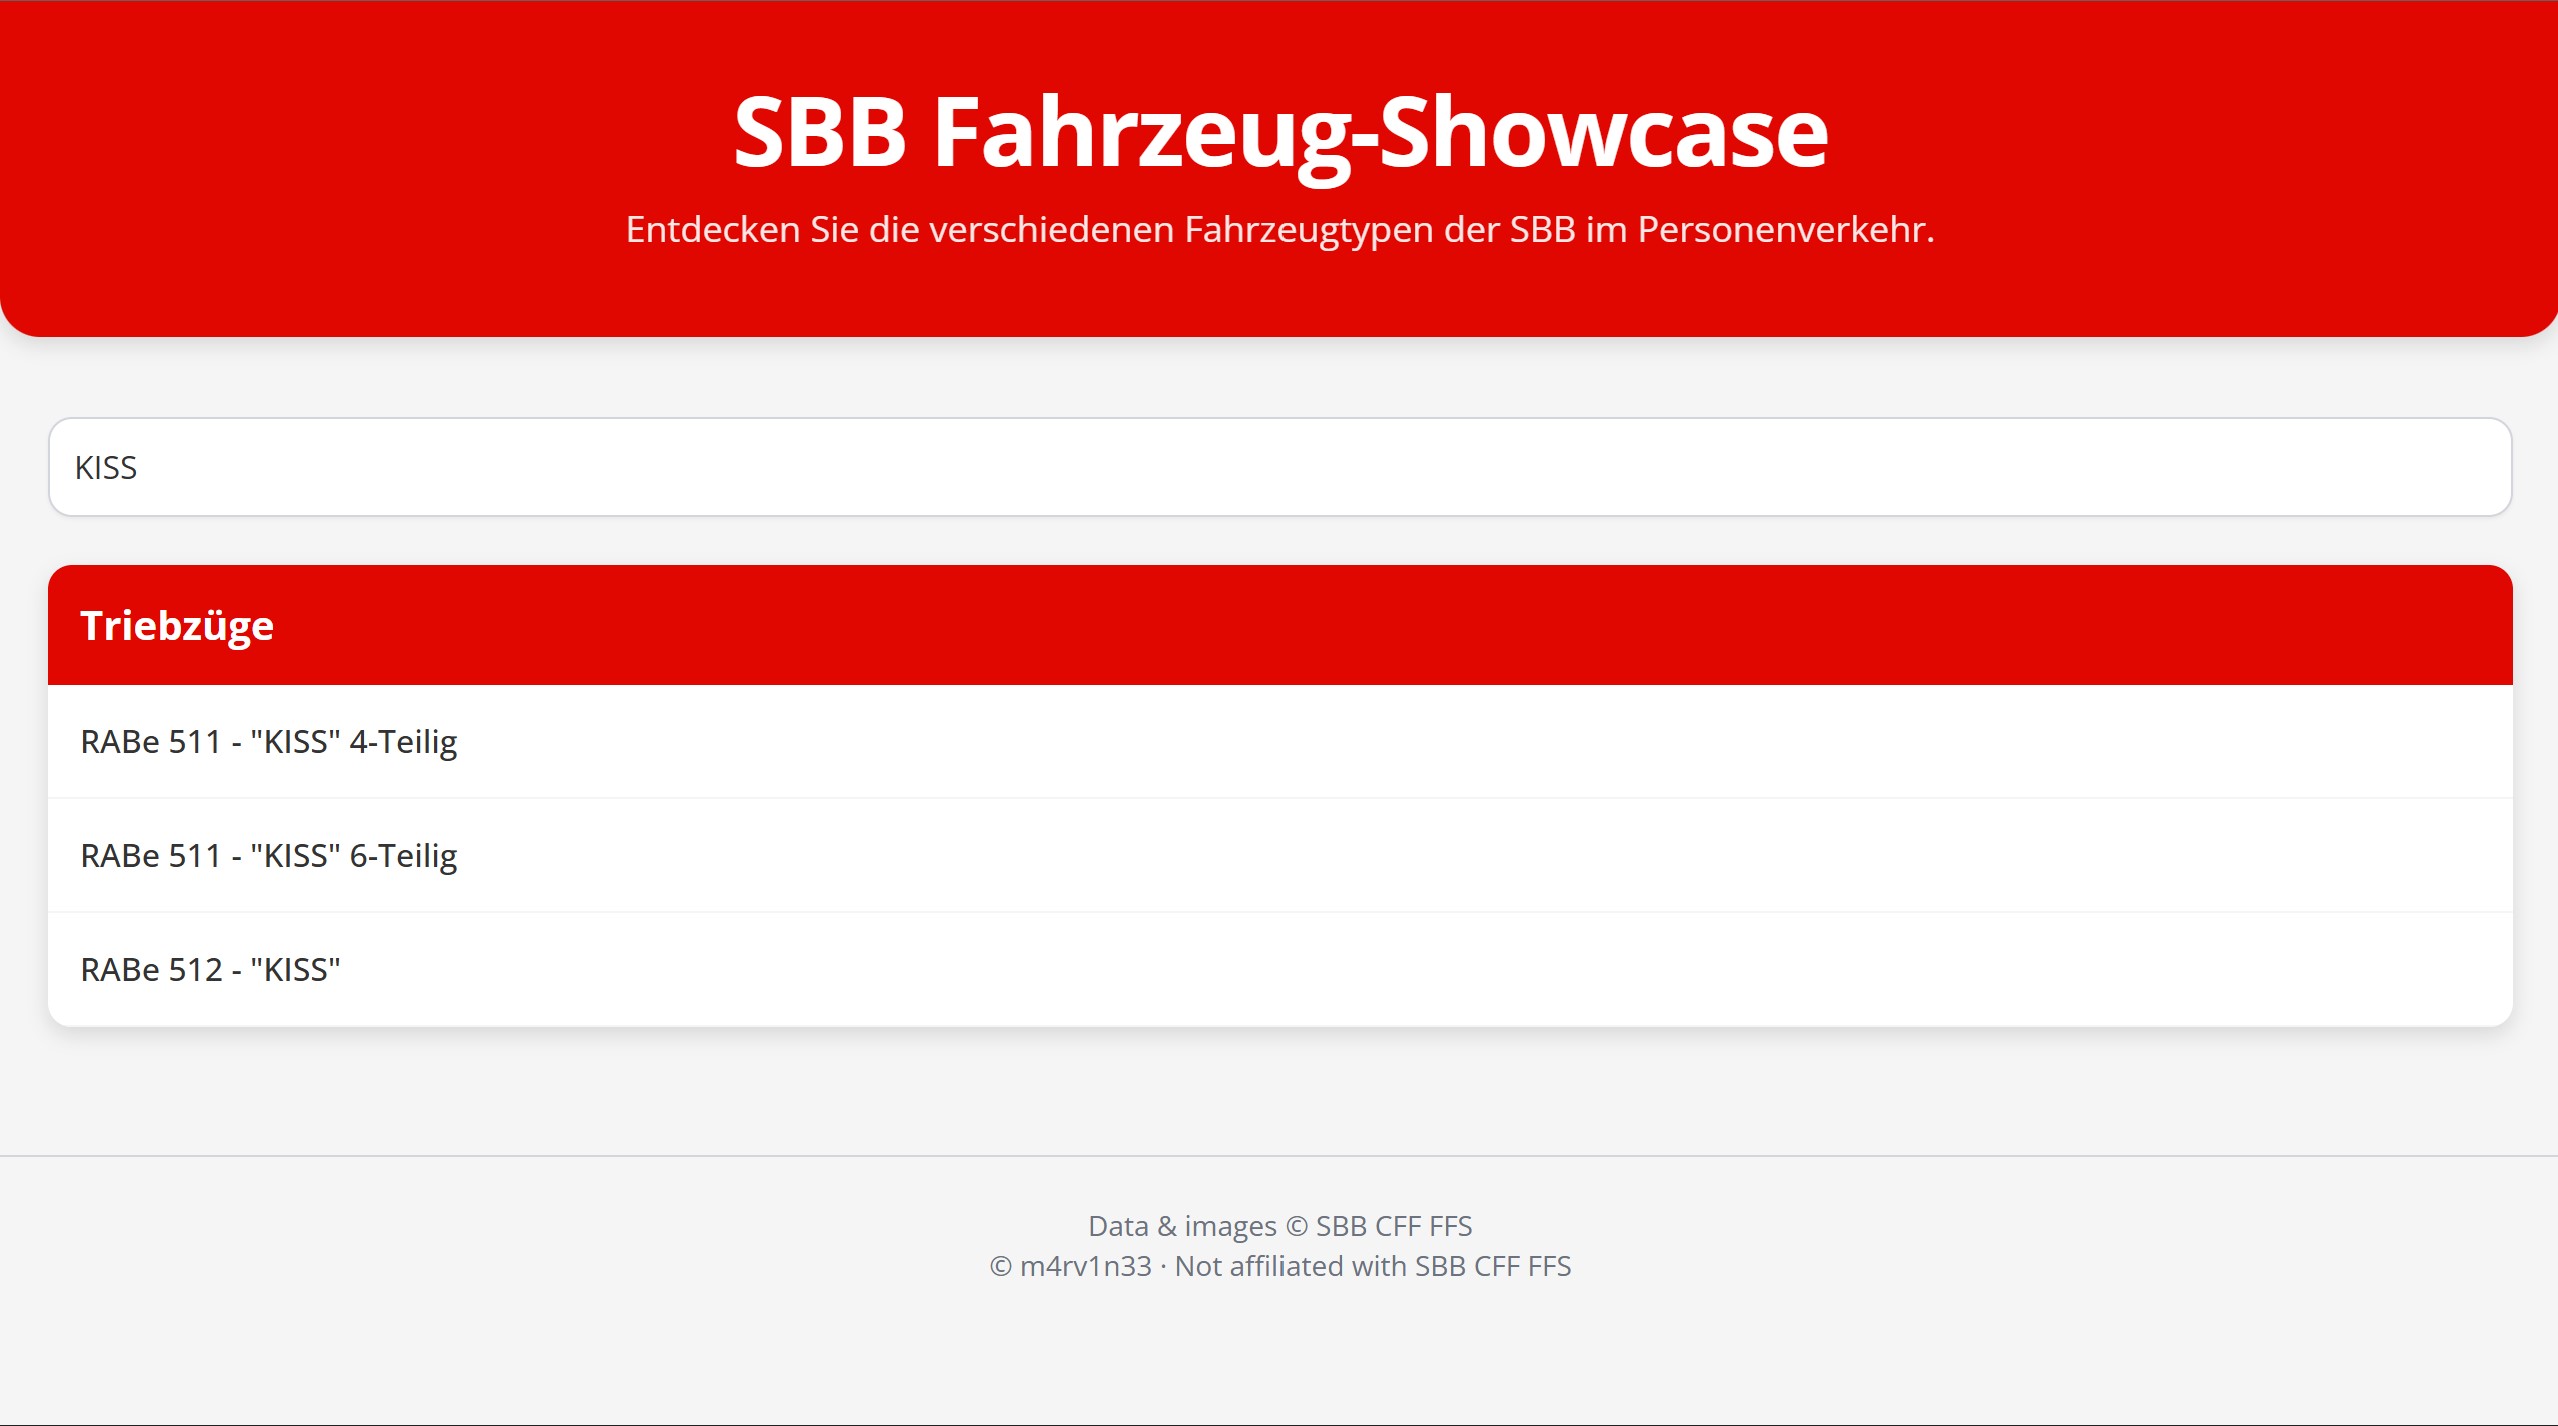 SBB Fahrzeug-Showcase
Entdecken Sie die verschiedenen Fahrzeugtypen der SBB im Personenverkehr.
KISS
Triebzüge
RABe 511 - "KISS" 4-Teilig
RABe 511 - "KISS" 6-Teilig
RABe 512 - "KISS"
Data & images © SBB CFF FFS
© m4rv1n33 · Not affiliated with SBB CFF FFS